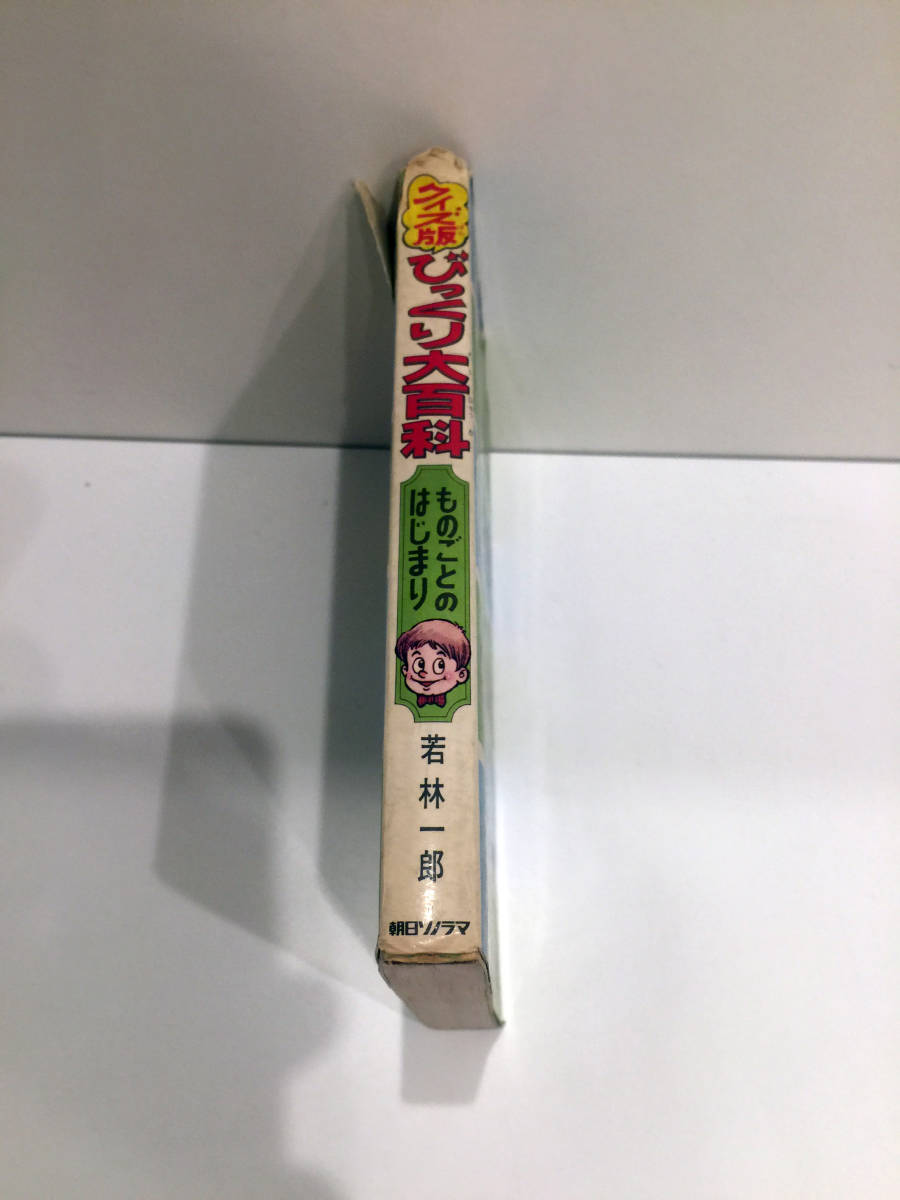 クイズ版
びっくり大百科
ものごとの
はじまり
若林一郎
朝日ソノラマ